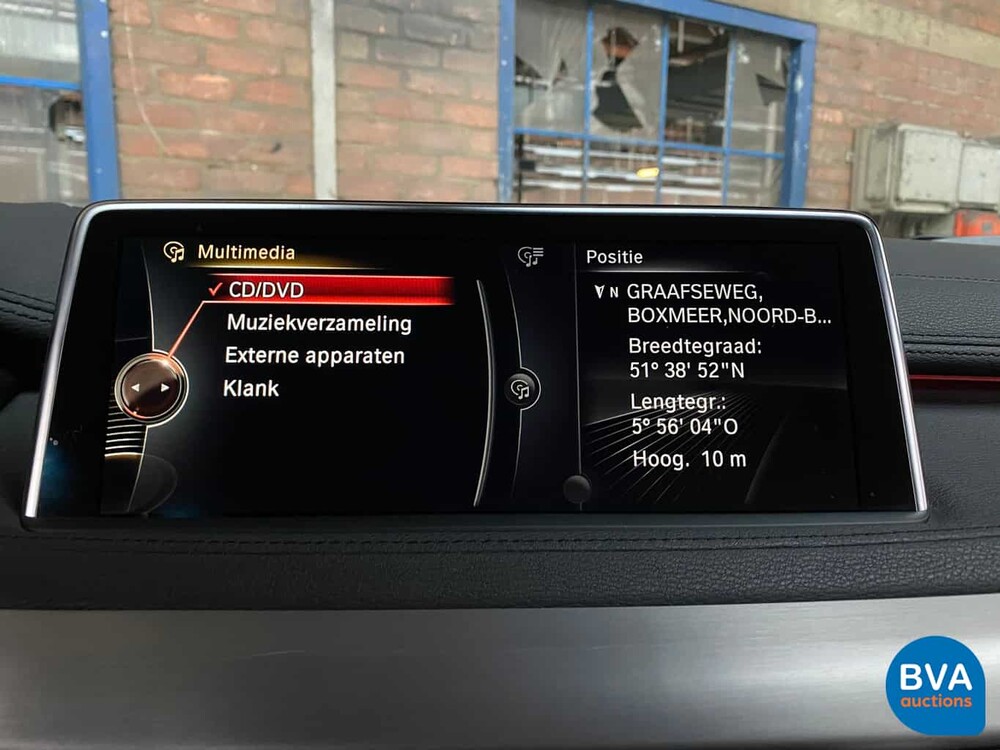 Multimedia
CD/DVD
Muziekverzameling
Externe apparaten
Klank
Positie
N GRAAFSEWEG,
BOXMEER,NOORD-B...
Breedtegraad:
51° 38' 52"N
Lengtegr.:
5° 56' 04"O
Hoog. 10 m
BVA
auctions